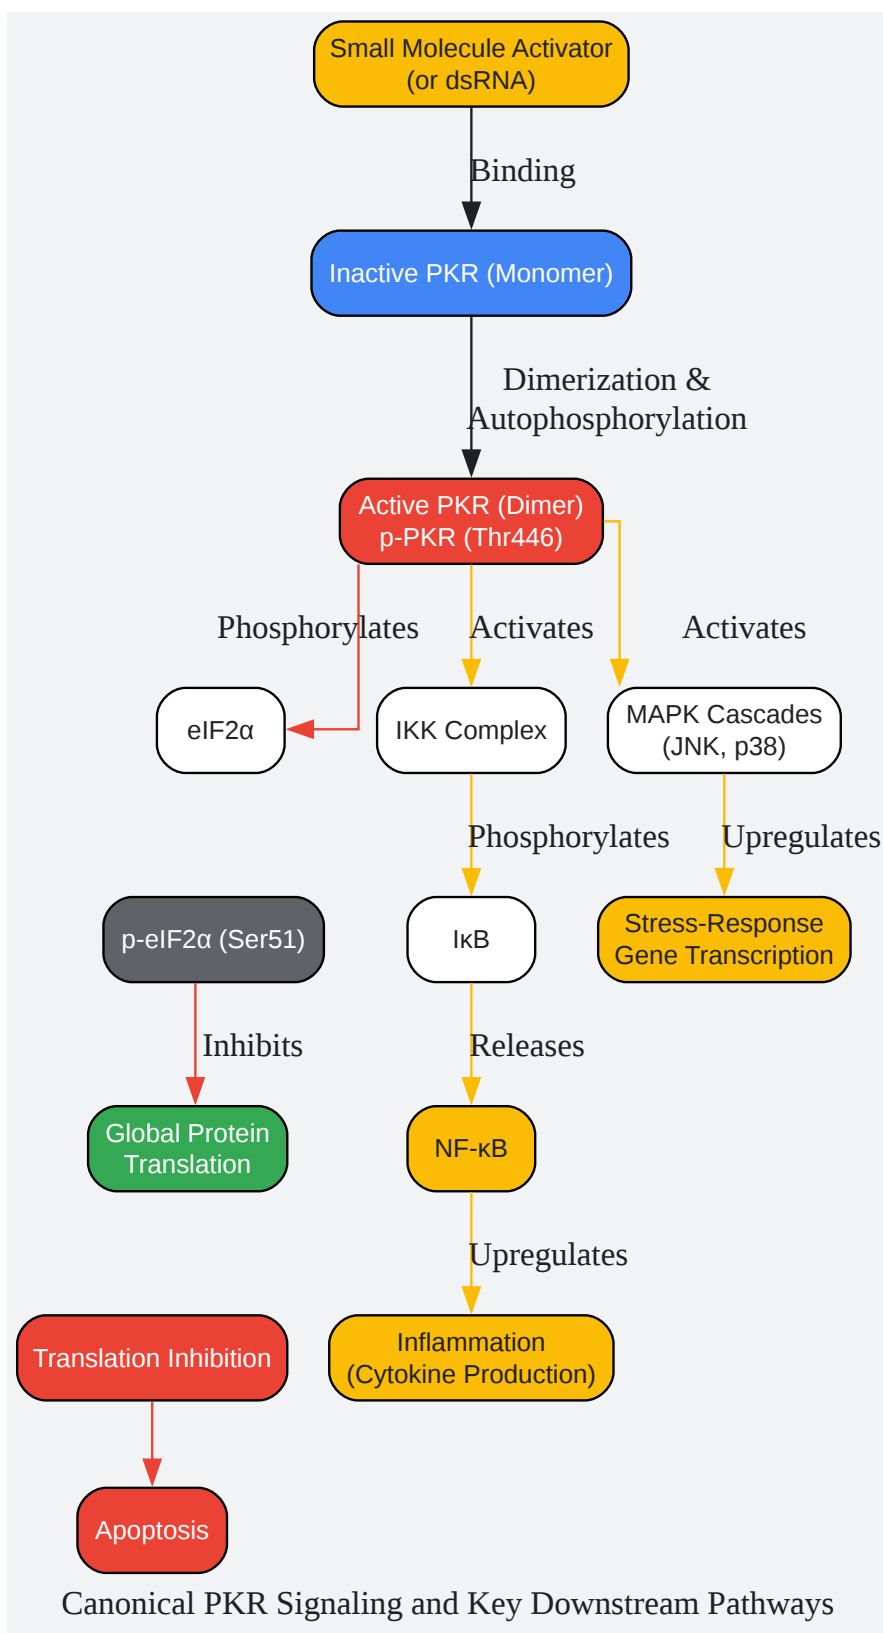 Small Molecule Activator
(or dsRNA)
Binding
Inactive PKR (Monomer)
Dimerization &
Autophosphorylation
Active PKR (Dimer)
p-PKR (Thr446)
Phosphorylates
Activates
Activates
eIF2α
IKK Complex
MAPK Cascades
(JNK, p38)
Phosphorylates
Upregulates
p-eIF2α (Ser51)
IκB
Stress-Response
Gene Transcription
Inhibits
Releases
Global Protein
Translation
NF-κB
Upregulates
Translation Inhibition
Inflammation
(Cytokine Production)
Apoptosis
Canonical PKR Signaling and Key Downstream Pathways